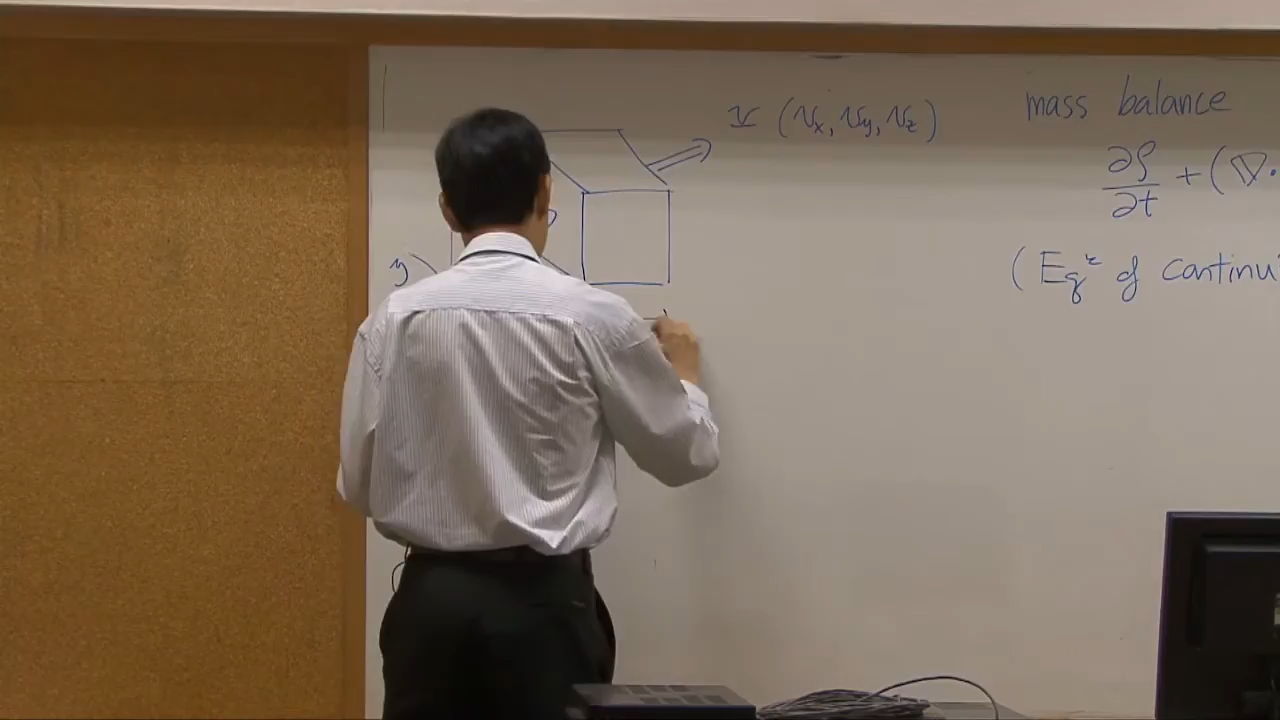 v (vx, vy, vz)
mass balance
∂ρ/∂t + (∇·
(Eqⁿ of continu
y